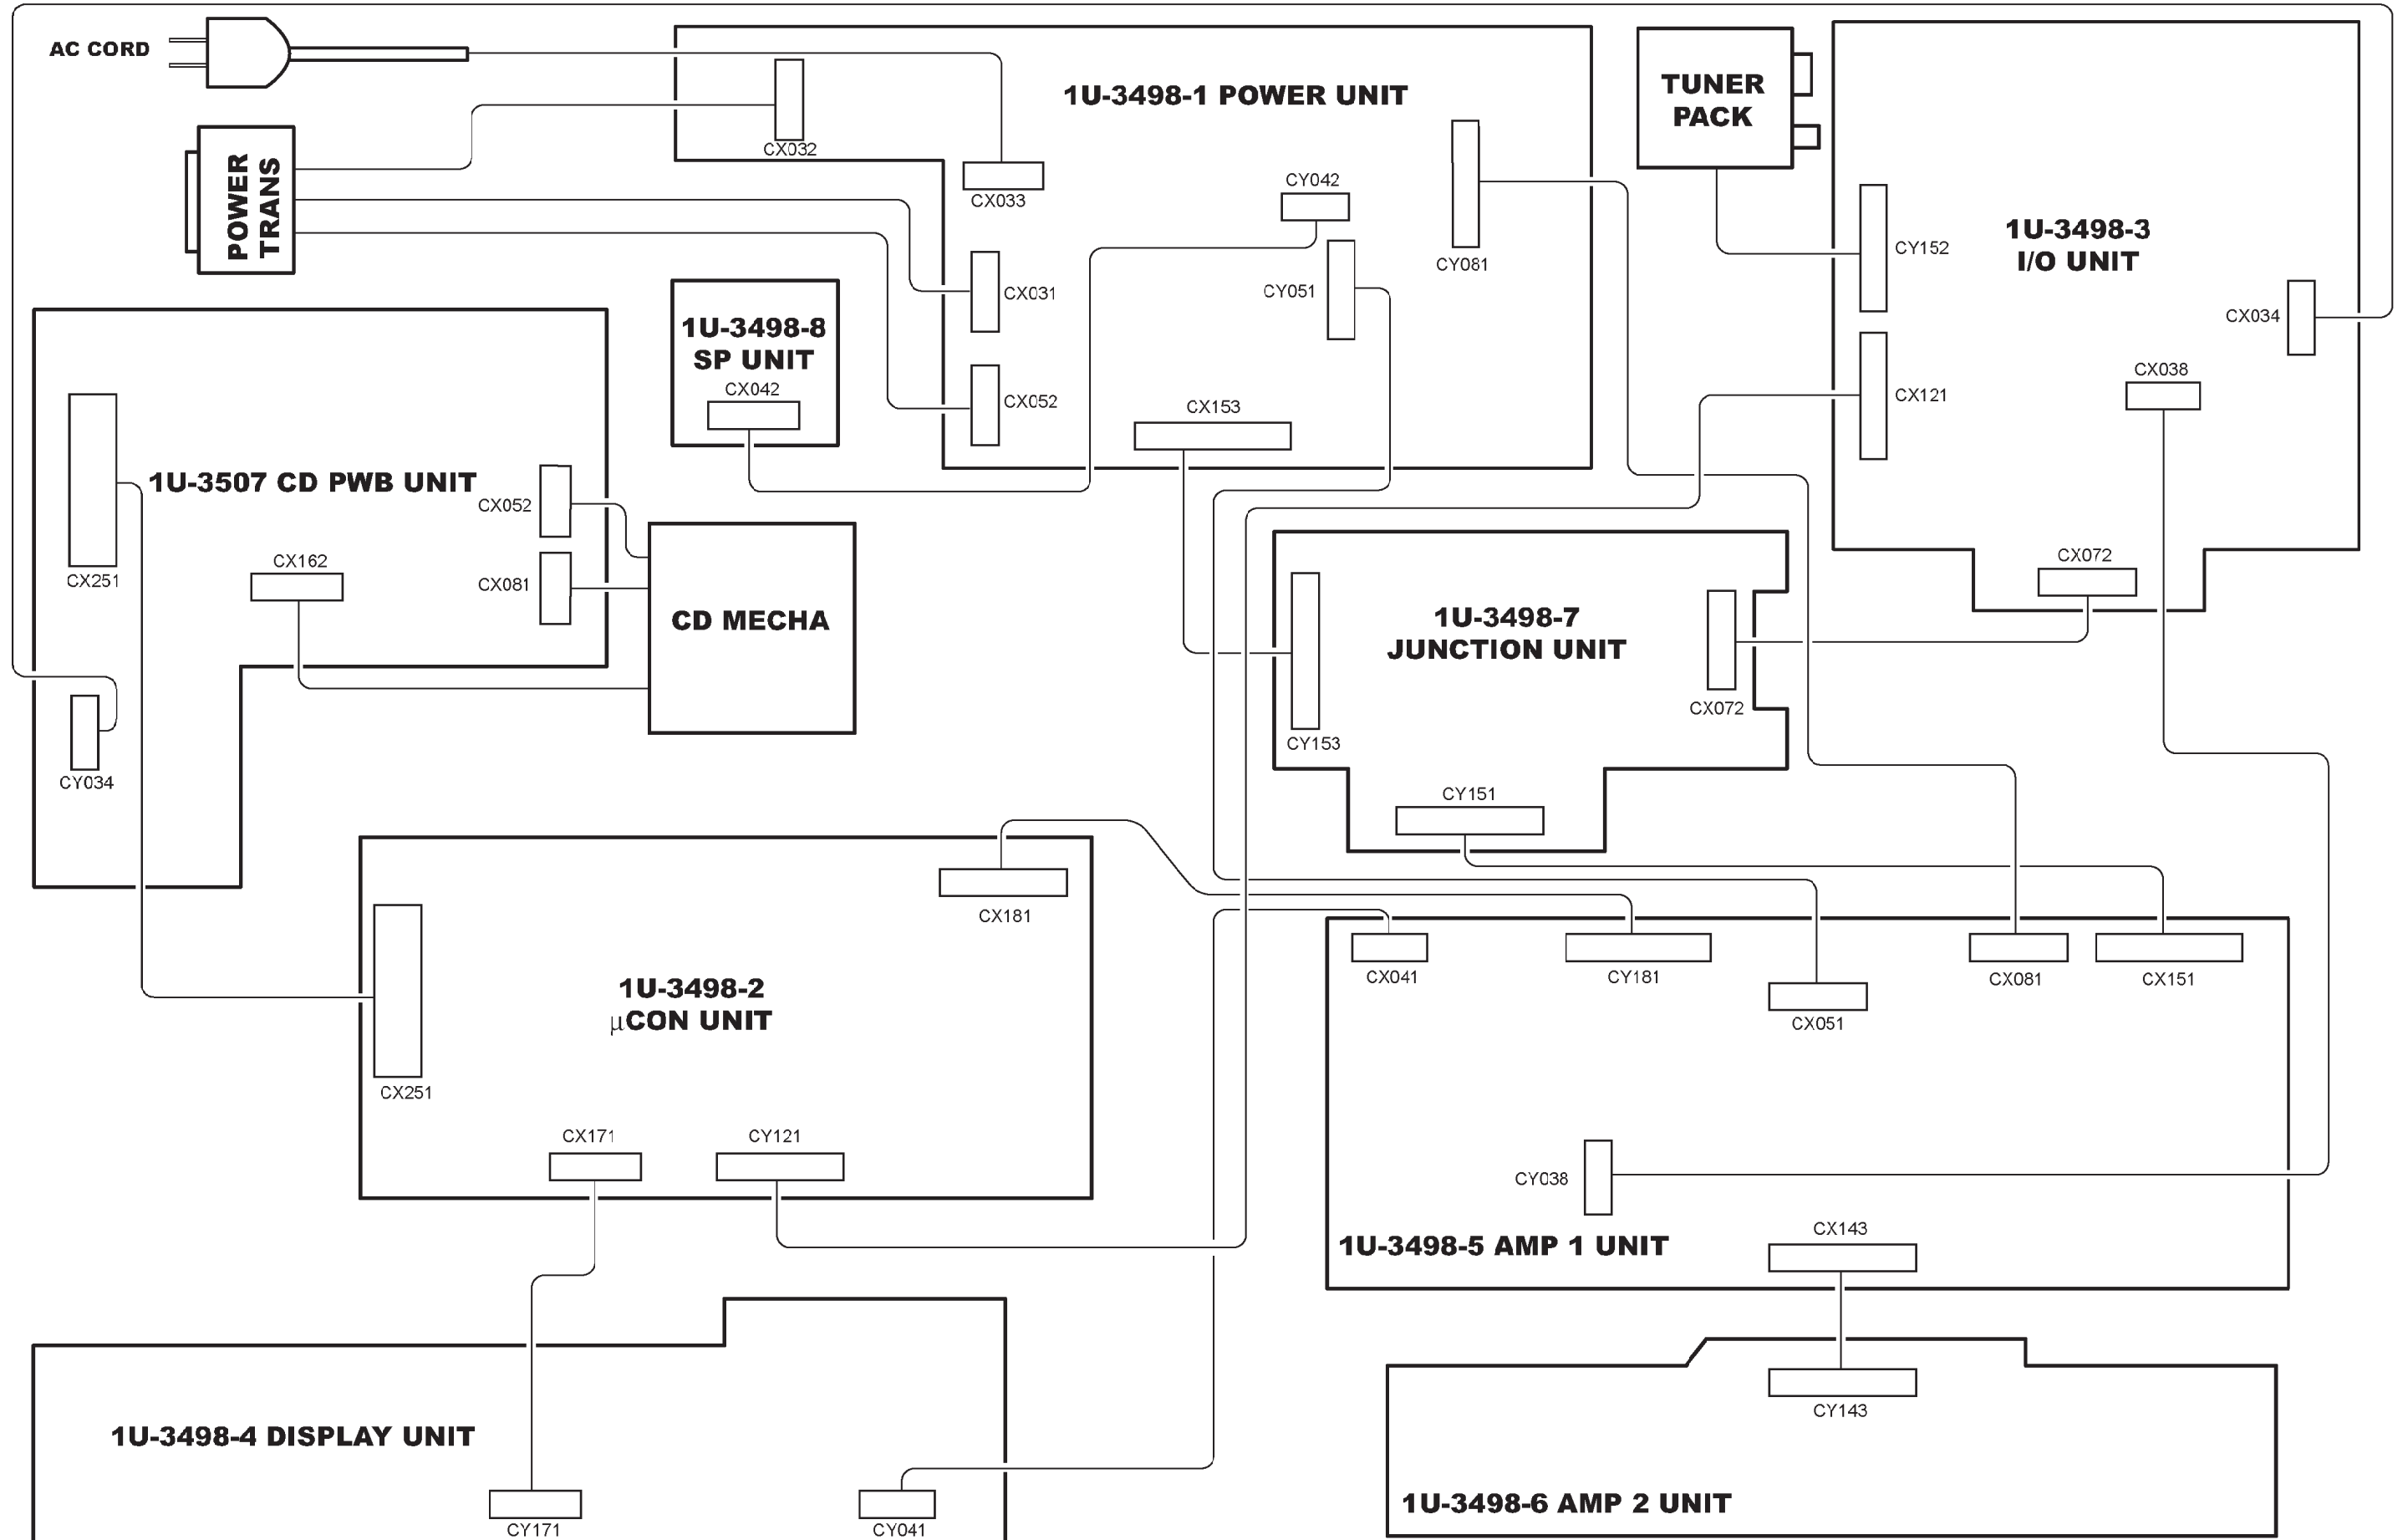 AC CORD
1U-3498-1 POWER UNIT
TUNER
PACK
CX032
POWER
TRANS
CX033
CY042
CY081
CY051
CX031
CX052
CX153
1U-3498-3
I/O UNIT
CY152
CX034
CX121
CX038
CX072
1U-3498-8
SP UNIT
CX042
1U-3507 CD PWB UNIT
CX251
CX052
CX162
CX081
CY034
CD MECHA
1U-3498-7
JUNCTION UNIT
CX072
CY153
CY151
CX181
1U-3498-2
µCON UNIT
CX251
CX171
CY121
CX041
CY181
CX051
CX081
CX151
CY038
CX143
1U-3498-5 AMP 1 UNIT
CY143
1U-3498-6 AMP 2 UNIT
1U-3498-4 DISPLAY UNIT
CY171
CY041